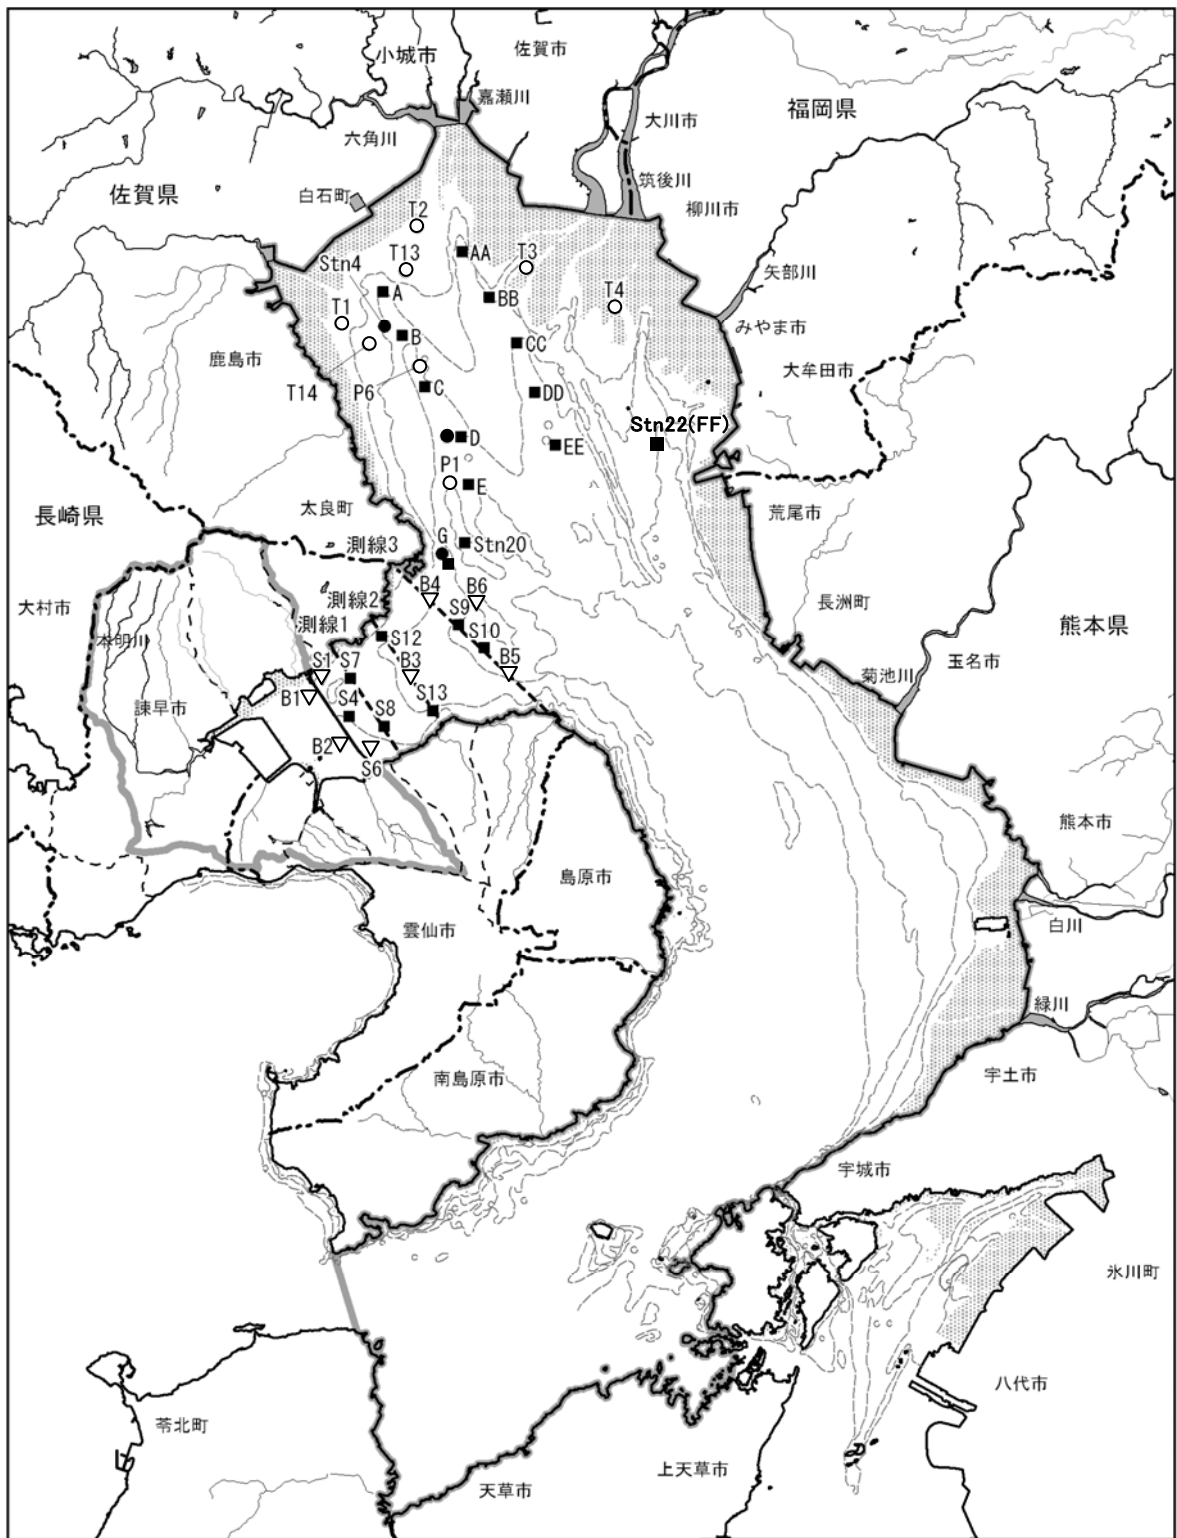 小城市
佐賀市
嘉瀬川
六角川
大川市
福岡県
佐賀県
白石町
筑後川
柳川市
T2
AA
T3
T13
Stn4
矢部川
A
BB
T4
T1
みやま市
B
CC
鹿島市
大牟田市
T14
P6
C
DD
Stn22(FF)
D
EE
P1
E
太良町
荒尾市
長崎県
G
Stn20
測線3
B4
B6
大村市
測線2
長洲町
S9
測線1
S10
熊本県
本明川
S12
S1
S7
B3
B5
菊池川
玉名市
B1
諫早市
S4
S13
S8
B2
S6
熊本市
島原市
雲仙市
白川
緑川
南島原市
宇土市
宇城市
氷川町
八代市
苓北町
上天草市
天草市